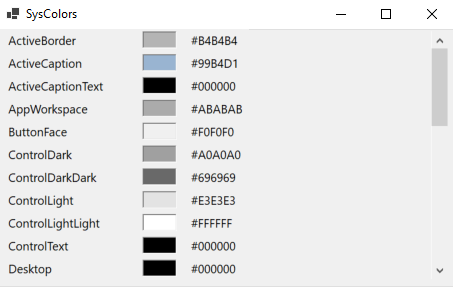 SysColors
ActiveBorder #B4B4B4
ActiveCaption #99B4D1
ActiveCaptionText #000000
AppWorkspace #ABABAB
ButtonFace #F0F0F0
ControlDark #A0A0A0
ControlDarkDark #696969
ControlLight #E3E3E3
ControlLightLight #FFFFFF
ControlText #000000
Desktop #000000